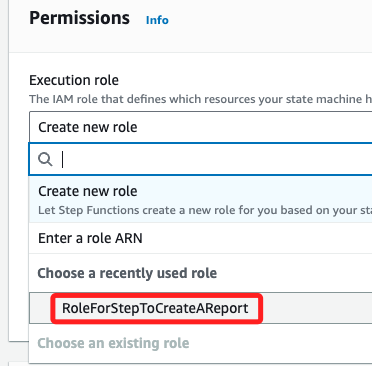 Permissions Info
Execution role
The IAM role that defines which resources your state machine h
Create new role
Create new role
Let Step Functions create a new role for you based on your sta
Enter a role ARN
Choose a recently used role
RoleForStepToCreateAReport
Choose an existing role